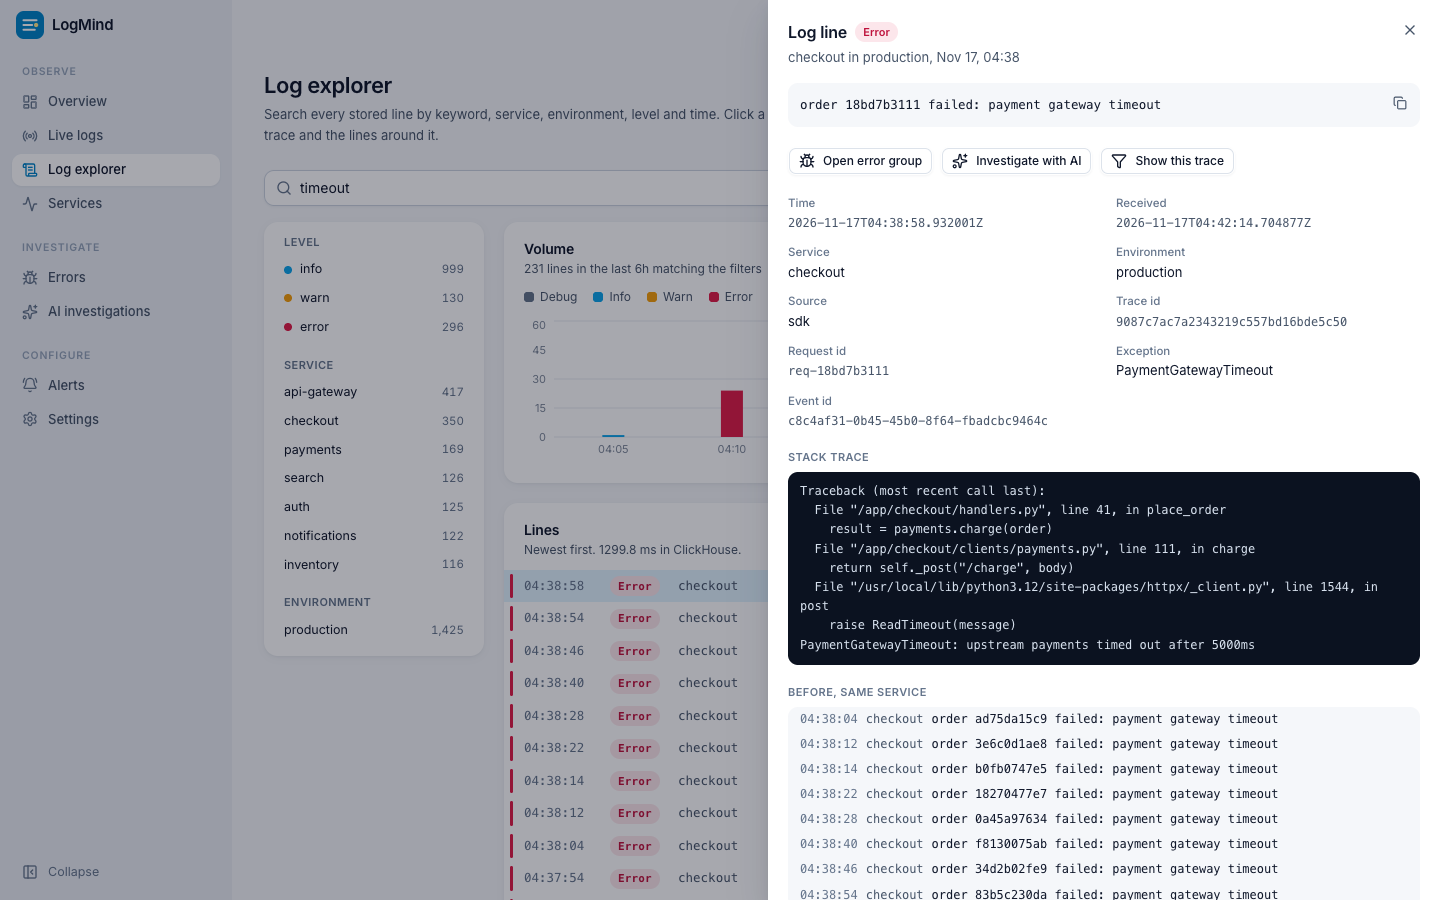 LogMind
OBSERVE
Overview
Live logs
Log explorer
Services
INVESTIGATE
Errors
AI investigations
CONFIGURE
Alerts
Settings
Collapse
Log explorer
Search every stored line by keyword, service, environment, level and time. Click a
trace and the lines around it.
timeout
LEVEL
info 999
warn 130
error 296
SERVICE
api-gateway 417
checkout 350
payments 169
search 126
auth 125
notifications 122
inventory 116
ENVIRONMENT
production 1,425
Volume
231 lines in the last 6h matching the filters
Debug Info Warn Error
60
45
30
15
0
04:05 04:10
Lines
Newest first. 1299.8 ms in ClickHouse.
04:38:58 Error checkout
04:38:54 Error checkout
04:38:46 Error checkout
04:38:40 Error checkout
04:38:28 Error checkout
04:38:22 Error checkout
04:38:14 Error checkout
04:38:12 Error checkout
04:38:04 Error checkout
04:37:54 Error checkout
Log line Error
checkout in production, Nov 17, 04:38
order 18bd7b3111 failed: payment gateway timeout
Open error group Investigate with AI Show this trace
Time Received
2026-11-17T04:38:58.932001Z 2026-11-17T04:42:14.704877Z
Service Environment
checkout production
Source Trace id
sdk 9087c7ac7a2343219c557bd16bde5c50
Request id Exception
req-18bd7b3111 PaymentGatewayTimeout
Event id
c8c4af31-0b45-45b0-8f64-fbadcbc9464c
STACK TRACE
Traceback (most recent call last):
  File "/app/checkout/handlers.py", line 41, in place_order
    result = payments.charge(order)
  File "/app/checkout/clients/payments.py", line 111, in charge
    return self._post("/charge", body)
  File "/usr/local/lib/python3.12/site-packages/httpx/_client.py", line 1544, in
post
    raise ReadTimeout(message)
PaymentGatewayTimeout: upstream payments timed out after 5000ms
BEFORE, SAME SERVICE
04:38:04 checkout order ad75da15c9 failed: payment gateway timeout
04:38:12 checkout order 3e6c0d1ae8 failed: payment gateway timeout
04:38:14 checkout order b0fb0747e5 failed: payment gateway timeout
04:38:22 checkout order 18270477e7 failed: payment gateway timeout
04:38:28 checkout order 0a45a97634 failed: payment gateway timeout
04:38:40 checkout order f8130075ab failed: payment gateway timeout
04:38:46 checkout order 34d2b02fe9 failed: payment gateway timeout
04:38:54 checkout order 83b5c230da failed: payment gateway timeout